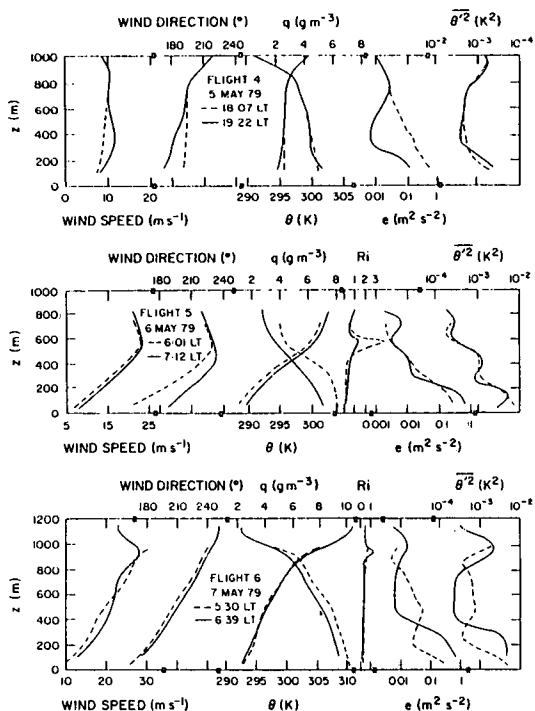 WIND DIRECTION (°) q (g m⁻³) θ′² (K²)
180 210 240 2 4 6 8 10⁻² 10⁻⁴
1000
800
600
400
200
0
z (m)
FLIGHT 4
5 MAY 79
18·07 LT
19·22 LT
0 10 20 290 295 300 305 001 01 1
WIND SPEED (m s⁻¹) θ (K) e (m² s⁻²)
WIND DIRECTION (°) q (g m⁻³) Ri θ′² (K²)
180 210 240 2 4 6 8 1 2 3 10⁻⁴ 10⁻³ 10⁻²
1000
800
600
400
200
0
z (m)
FLIGHT 5
6 MAY 79
6·01 LT
7·12 LT
5 15 25 290 295 300 0001 001 01 1
WIND SPEED (m s⁻¹) θ (K) e (m² s⁻²)
WIND DIRECTION (°) q (g m⁻³) Ri θ′² (K²)
180 210 240 2 4 6 8 10 0 1 10⁻⁴ 10⁻³ 10⁻²
1200
1000
800
600
400
200
0
z (m)
FLIGHT 6
7 MAY 79
5·30 LT
6·39 LT
10 20 30 290 295 300 305 310 001 01 1
WIND SPEED (m s⁻¹) θ (K) e (m² s⁻²)